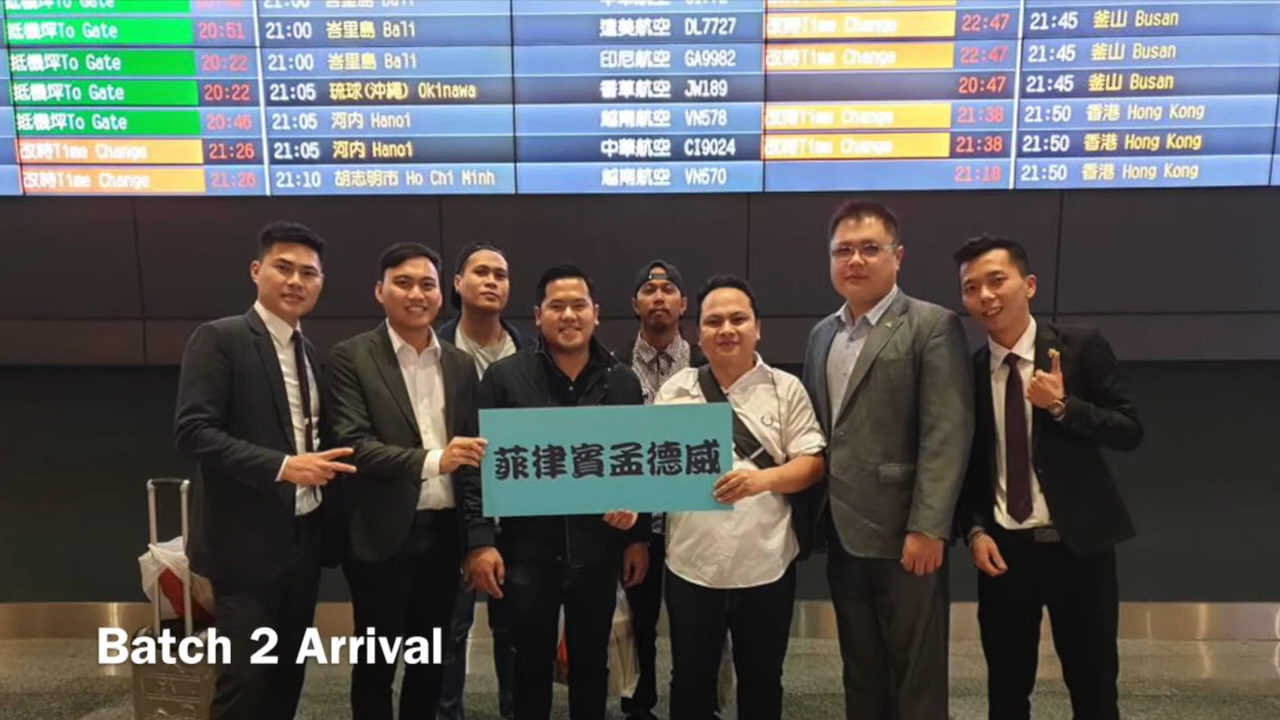 抵機坪To Gate 20:51 21:00 峇里島 Bali 達美航空 DL7727 改時Time Change 22:47 21:45 釜山 Busan
抵機坪To Gate 20:22 21:00 峇里島 Bali 印尼航空 GA9982 改時Time Change 22:47 21:45 釜山 Busan
抵機坪To Gate 20:22 21:05 琉球(沖繩) Okinawa 香草航空 JW189 20:47 21:45 釜山 Busan
抵機坪To Gate 20:46 21:05 河内 Hanoi 越南航空 VN578 改時Time Change 21:38 21:50 香港 Hong Kong
改時Time Change 21:26 21:05 河内 Hanoi 中華航空 CI9024 改時Time Change 21:38 21:50 香港 Hong Kong
改時Time Change 21:26 21:10 胡志明市 Ho Chi Minh 越南航空 VN570 21:18 21:50 香港 Hong Kong
菲律賓孟德威
Batch 2 Arrival